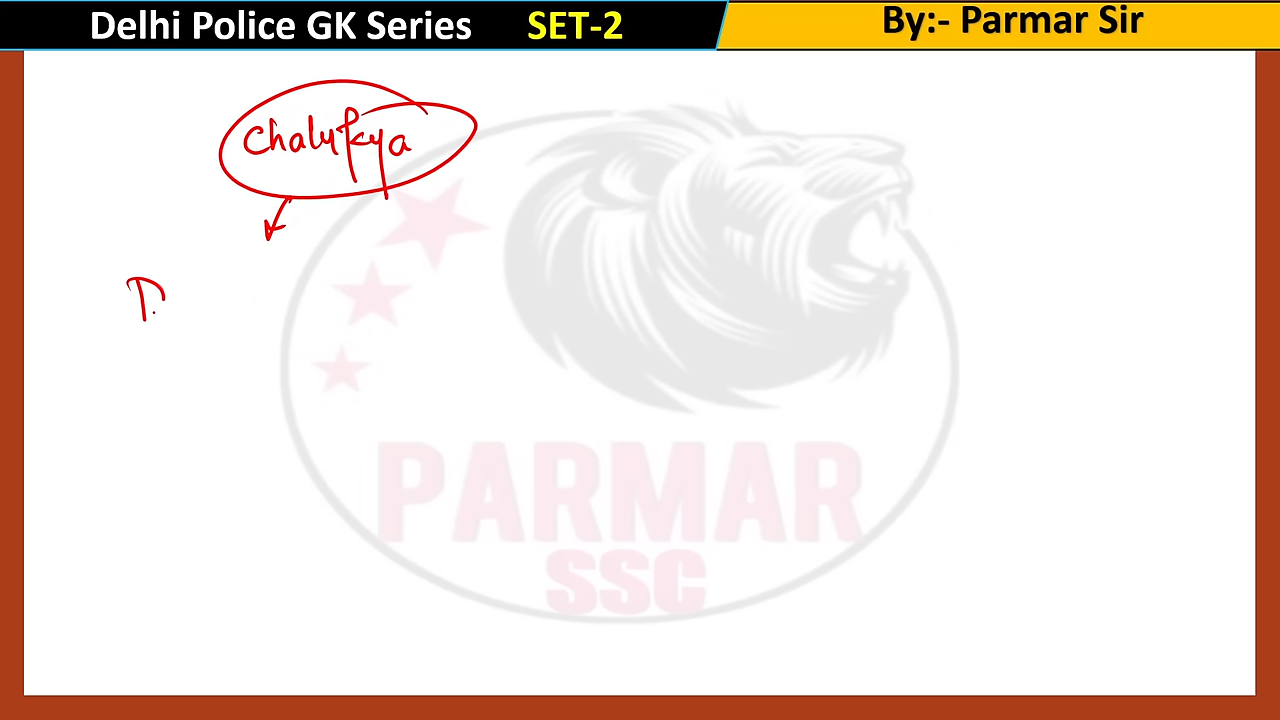 Delhi Police GK Series SET-2 By:- Parmar Sir
Chalukya
PARMAR
SSC